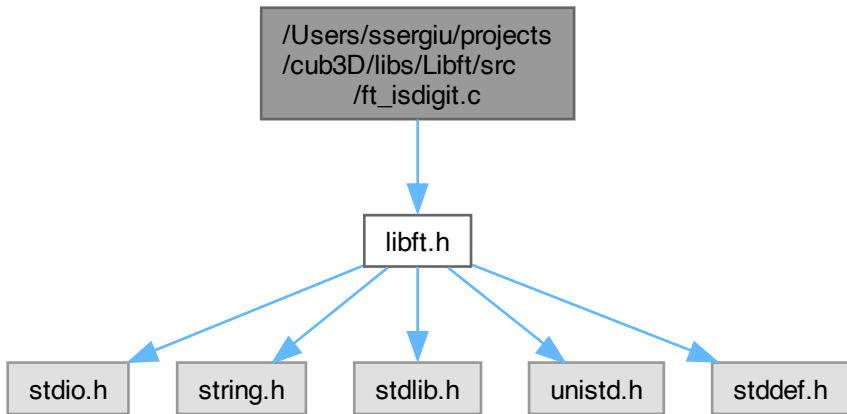 /Users/ssergiu/projects
/cub3D/libs/Libft/src
/ft_isdigit.c
libft.h
stdio.h
string.h
stdlib.h
unistd.h
stddef.h